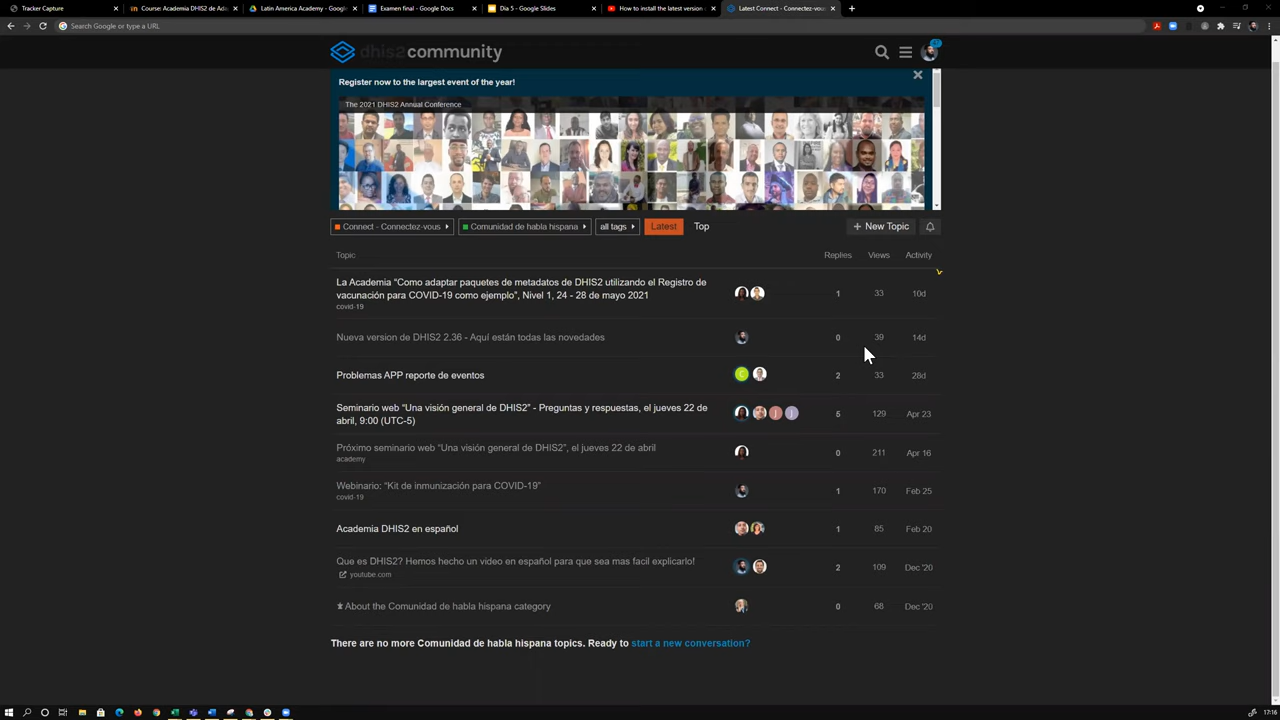 Tracker Capture
Course: Academia DHIS2 de Ad
Latin America Academy - Google
Examen final - Google Docs
Dia 5 - Google Slides
How to install the latest version
Latest Connect - Connectez-vous
Search Google or type a URL
dhis2community
Register now to the largest event of the year!
The 2021 DHIS2 Annual Conference
Connect - Connectez-vous
Comunidad de habla hispana
all tags
Latest
Top
+ New Topic
Topic
Replies
Views
Activity
La Academia “Como adaptar paquetes de metadatos de DHIS2 utilizando el Registro de
vacunación para COVID-19 como ejemplo”, Nivel 1, 24 - 28 de mayo 2021
1
33
10d
covid-19
Nueva version de DHIS2 2.36 - Aquí están todas las novedades
0
39
14d
Problemas APP reporte de eventos
2
33
28d
Seminario web “Una visión general de DHIS2” - Preguntas y respuestas, el jueves 22 de
abril, 9:00 (UTC-5)
5
129
Apr 23
Próximo seminario web “Una visión general de DHIS2”, el jueves 22 de abril
academy
0
211
Apr 16
Webinario: “Kit de inmunización para COVID-19”
covid-19
1
170
Feb 25
Academia DHIS2 en español
1
85
Feb 20
Que es DHIS2? Hemos hecho un video en español para que sea mas facil explicarlo!
youtube.com
2
109
Dec '20
About the Comunidad de habla hispana category
0
68
Dec '20
There are no more Comunidad de habla hispana topics. Ready to start a new conversation?
17:16